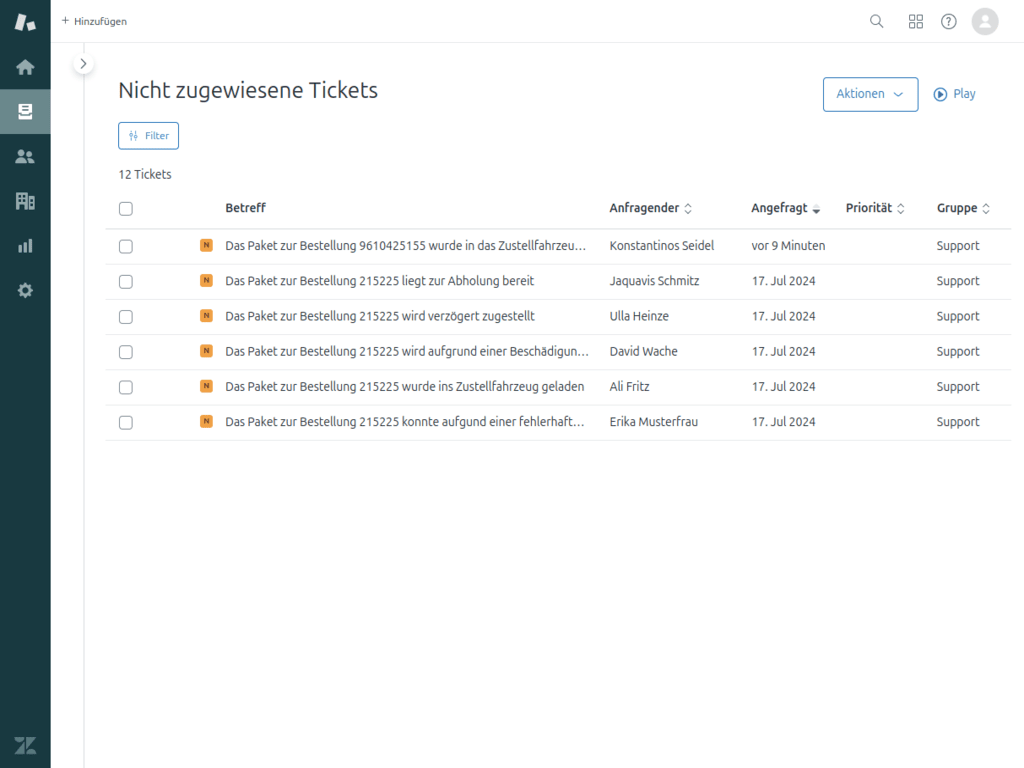 + Hinzufügen
Nicht zugewiesene Tickets
Aktionen
Play
Filter
12 Tickets
Betreff Anfragender Angefragt Priorität Gruppe
N Das Paket zur Bestellung 9610425155 wurde in das Zustellfahrzeu… Konstantinos Seidel vor 9 Minuten Support
N Das Paket zur Bestellung 215225 liegt zur Abholung bereit Jaquavis Schmitz 17. Jul 2024 Support
N Das Paket zur Bestellung 215225 wird verzögert zugestellt Ulla Heinze 17. Jul 2024 Support
N Das Paket zur Bestellung 215225 wird aufgrund einer Beschädigun… David Wache 17. Jul 2024 Support
N Das Paket zur Bestellung 215225 wurde ins Zustellfahrzeug geladen Ali Fritz 17. Jul 2024 Support
N Das Paket zur Bestellung 215225 konnte aufgund einer fehlerhaft… Erika Musterfrau 17. Jul 2024 Support